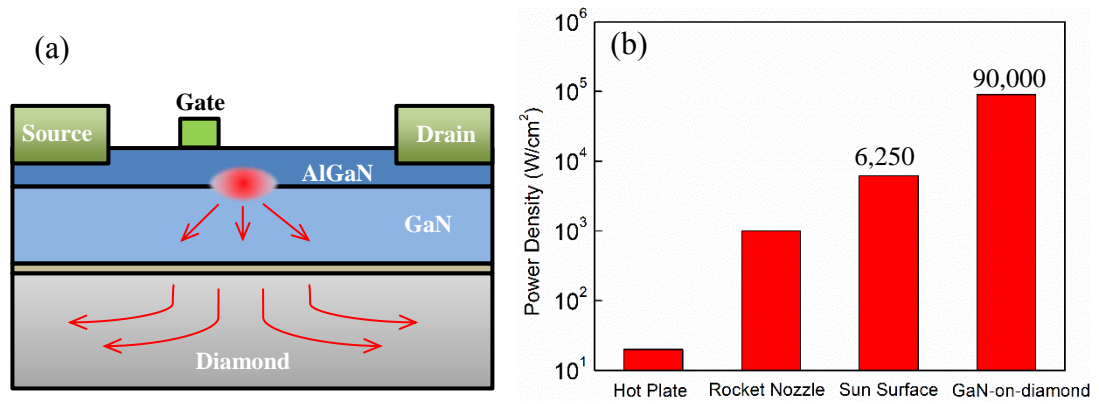 (a)
Gate
Source
Drain
AlGaN
GaN
Diamond
(b)
Power Density (W/cm²)
10⁶
10⁵
10⁴
10³
10²
10¹
90,000
6,250
Hot Plate
Rocket Nozzle
Sun Surface
GaN-on-diamond